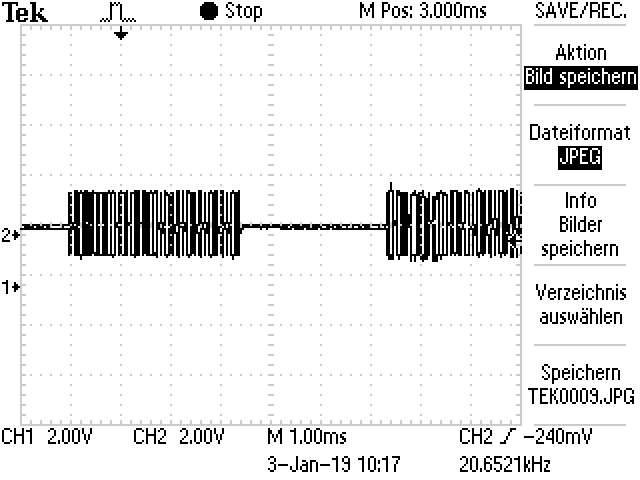 Tek
Stop
M Pos: 3.000ms
SAVE/REC.
Aktion
Bild speichern
Dateiformat
JPEG
Info
Bilder
speichern
2
1
Verzeichnis
auswählen
Speichern
TEK0009.JPG
CH1 2.00V
CH2 2.00V
M 1.00ms
CH2 -240mV
3-Jan-19 10:17
20.6521kHz